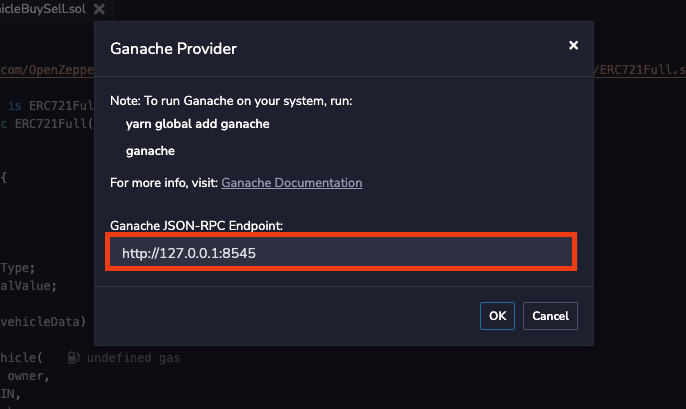 hicleBuySell.sol
Ganache Provider
com/OpenZeppe
/ERC721Full.s
Note: To run Ganache on your system, run:
is ERC721Ful
yarn global add ganache
c ERC721Full(
ganache
{
For more info, visit: Ganache Documentation
Ganache JSON-RPC Endpoint:
http://127.0.0.1:8545
Type;
alValue;
OK
Cancel
vehicleData)
hicle(
undefined gas
owner,
IN,